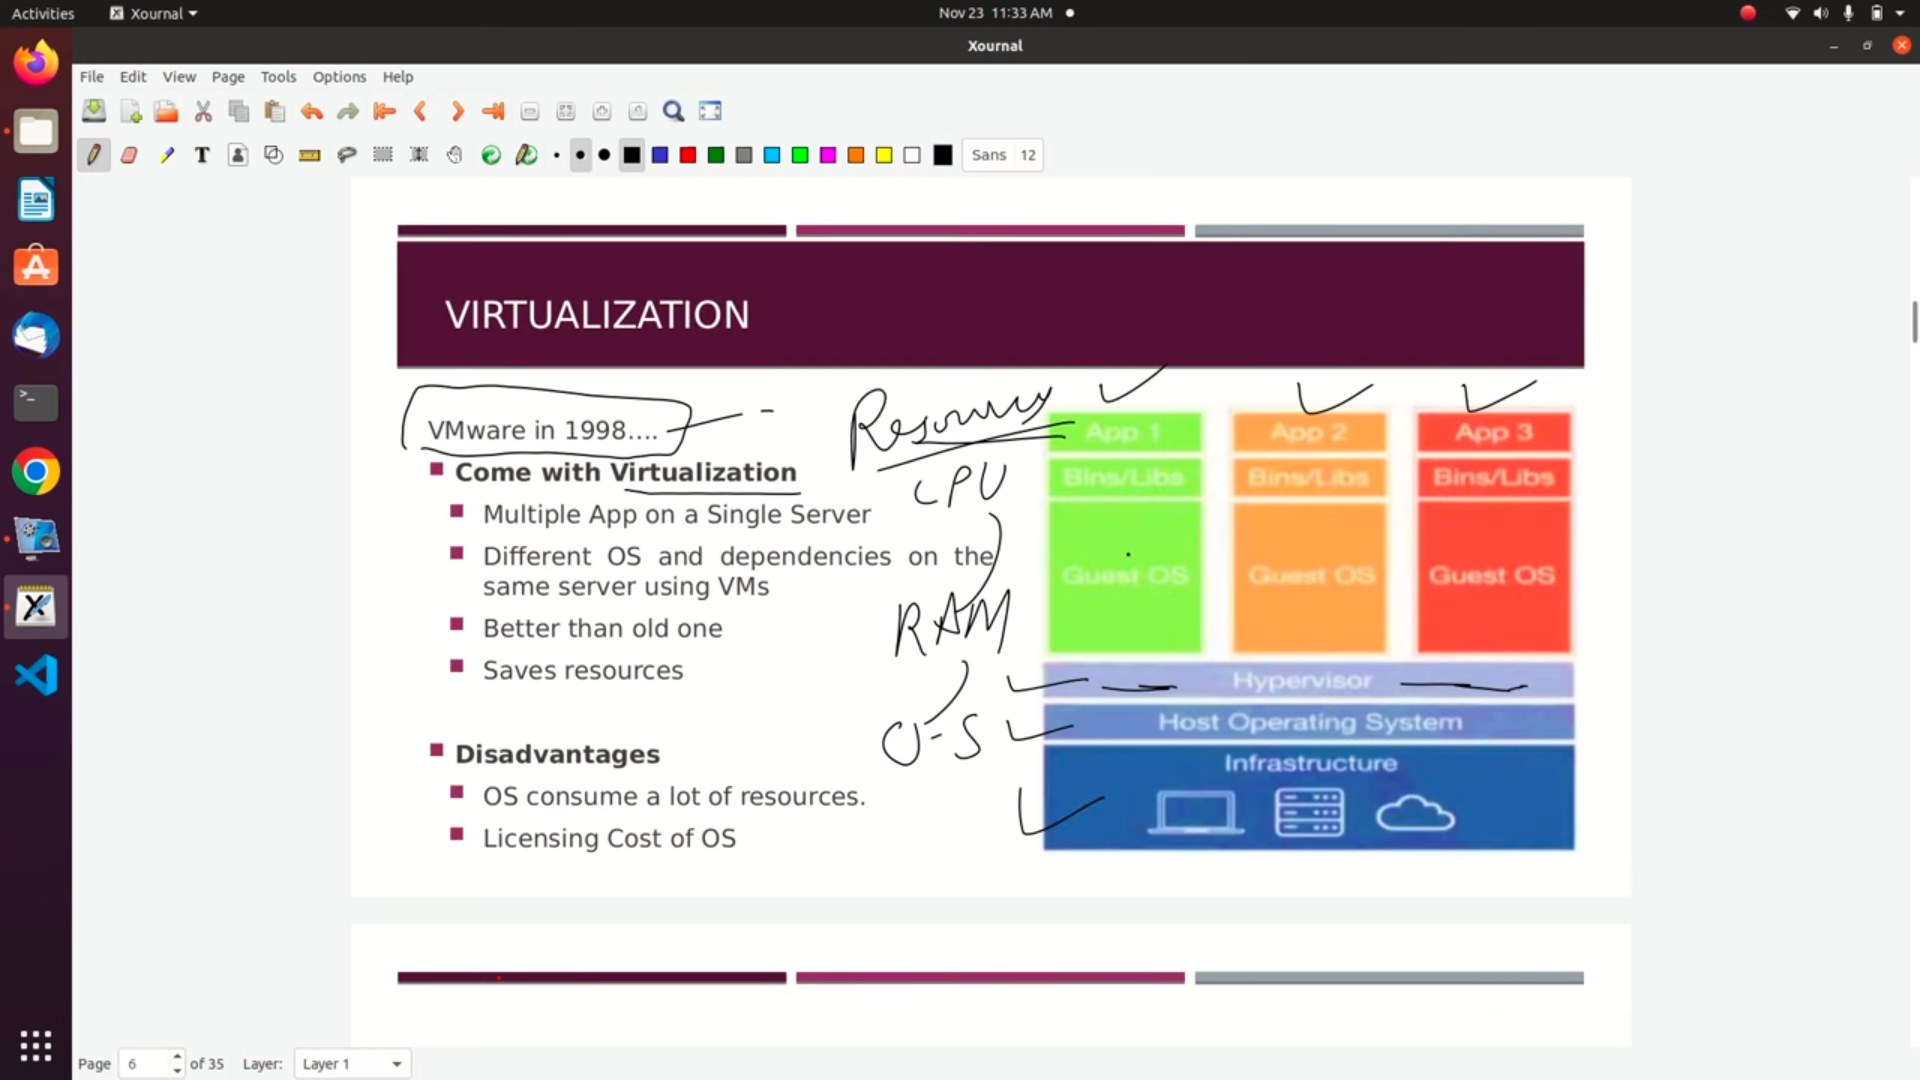 Activities Xournal Nov 23 11:33 AM
Xournal
File Edit View Page Tools Options Help
Sans 12
VIRTUALIZATION
VMware in 1998....
Come with Virtualization
Multiple App on a Single Server
Different OS and dependencies on the
same server using VMs
Better than old one
Saves resources
Disadvantages
OS consume a lot of resources.
Licensing Cost of OS
CPU
RAM
O-S
App 1 App 2 App 3
Bins/Libs Bins/Libs Bins/Libs
Guest OS Guest OS Guest OS
Hypervisor
Host Operating System
Infrastructure
Page 6 of 35 Layer: Layer 1